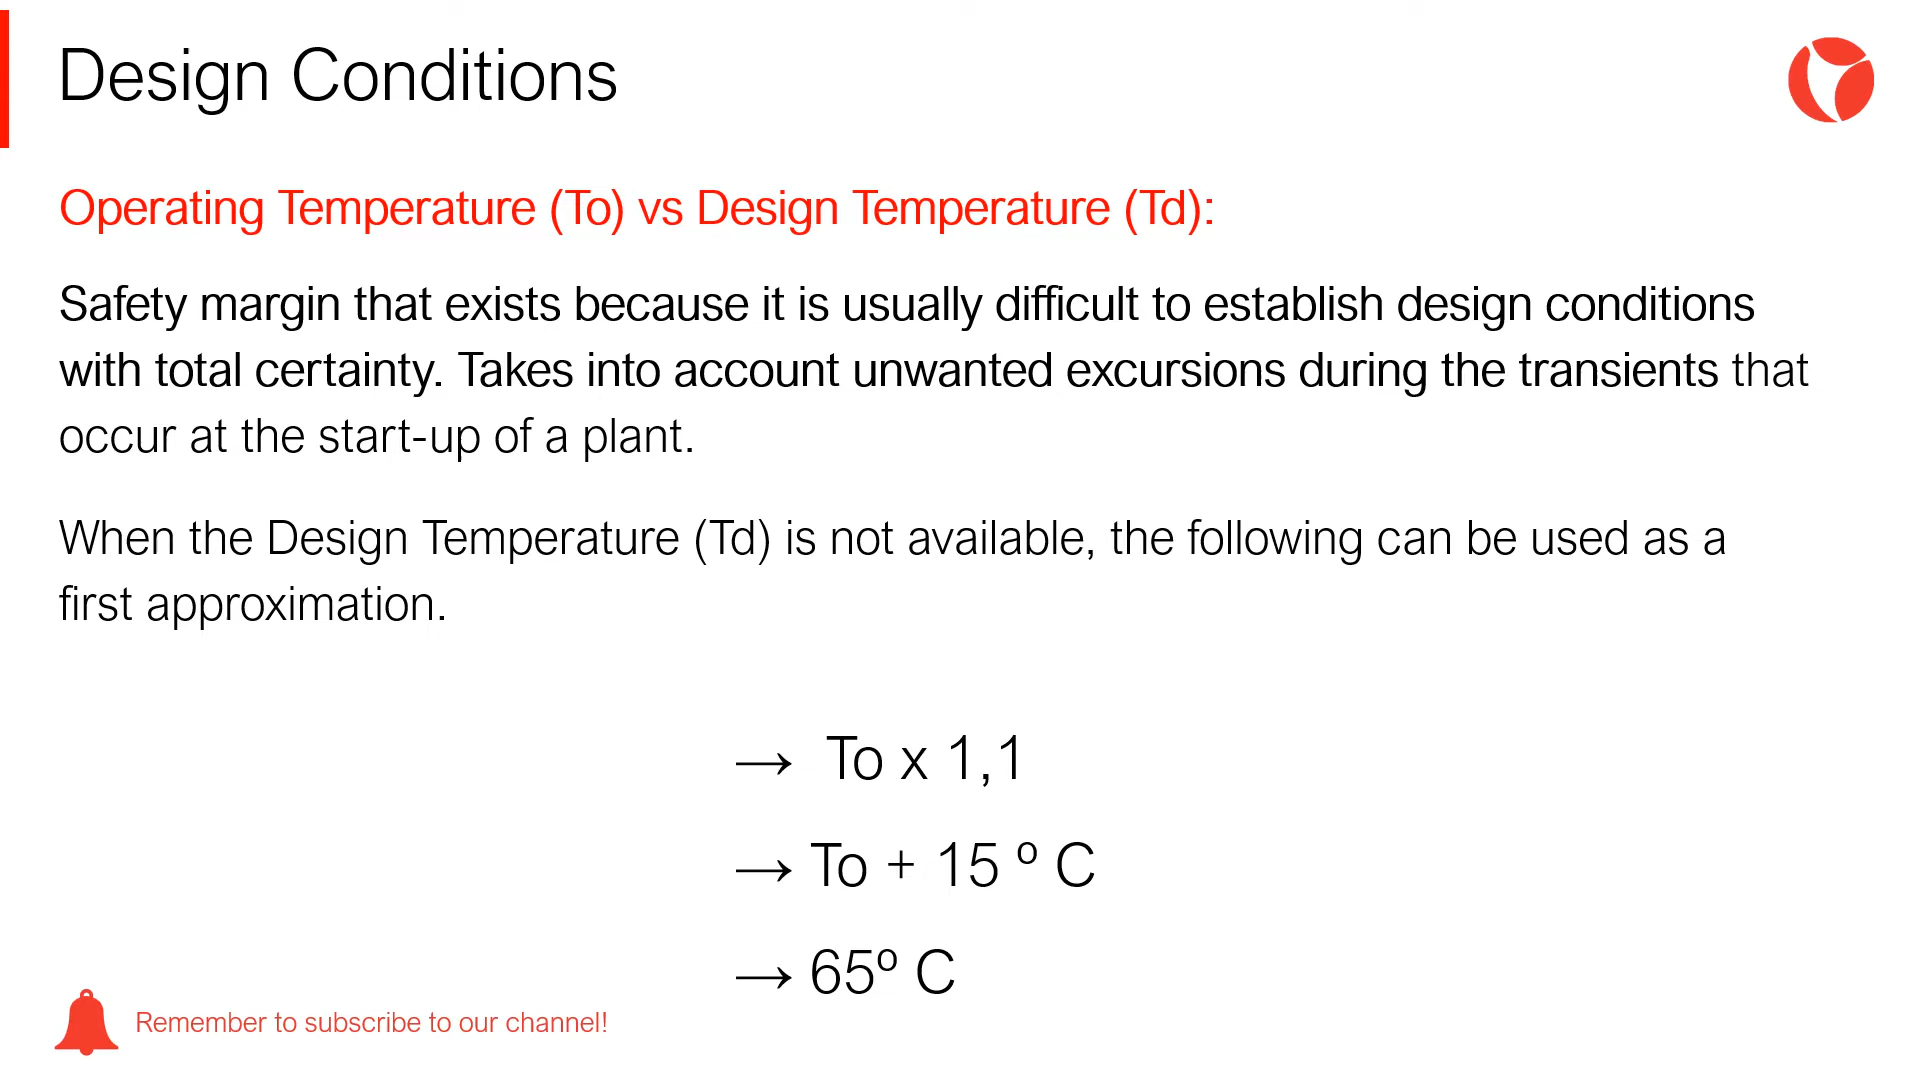 Design Conditions
Operating Temperature (To) vs Design Temperature (Td):
Safety margin that exists because it is usually difficult to establish design conditions
with total certainty. Takes into account unwanted excursions during the transients that
occur at the start-up of a plant.
When the Design Temperature (Td) is not available, the following can be used as a
first approximation.
→ To x 1,1
→ To + 15 º C
→ 65º C
Remember to subscribe to our channel!